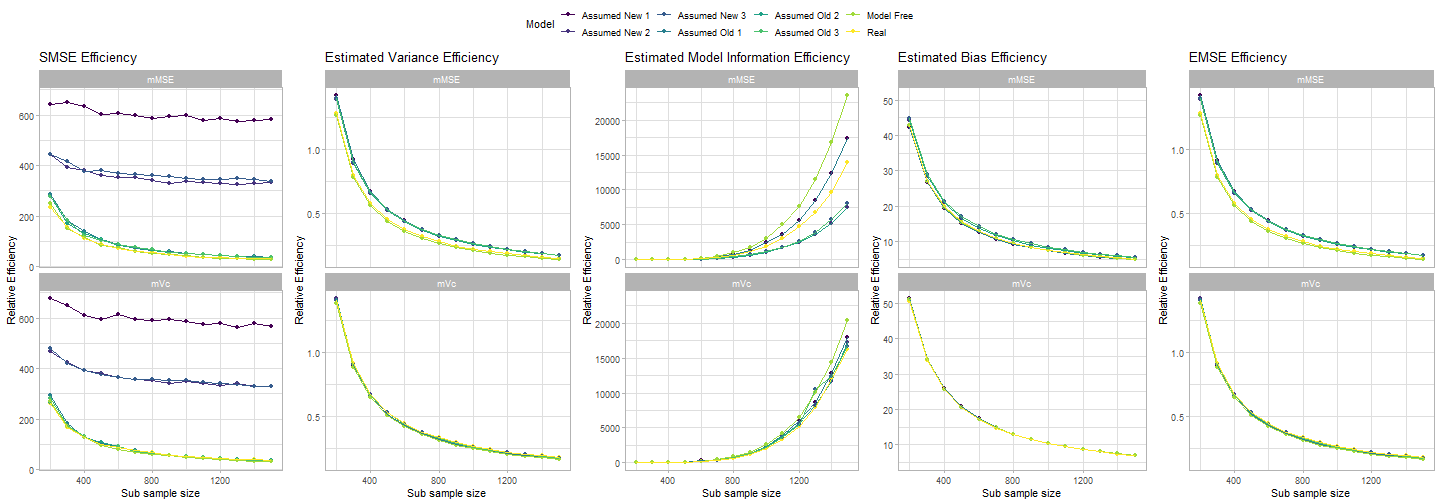 Model
Assumed New 1
Assumed New 3
Assumed Old 2
Model Free
Assumed New 2
Assumed Old 1
Assumed Old 3
Real
SMSE Efficiency
Estimated Variance Efficiency
Estimated Model Information Efficiency
Estimated Bias Efficiency
EMSE Efficiency
mMSE
mMSE
mMSE
mMSE
mMSE
600
400
200
0
1.0
0.5
20000
15000
10000
5000
0
50
40
30
20
10
1.0
0.5
Relative Efficiency
Relative Efficiency
Relative Efficiency
Relative Efficiency
Relative Efficiency
mVc
mVc
mVc
mVc
mVc
600
400
200
0
1.0
0.5
20000
15000
10000
5000
0
50
40
30
20
10
1.0
0.5
400 800 1200
400 800 1200
400 800 1200
400 800 1200
400 800 1200
Sub sample size
Sub sample size
Sub sample size
Sub sample size
Sub sample size